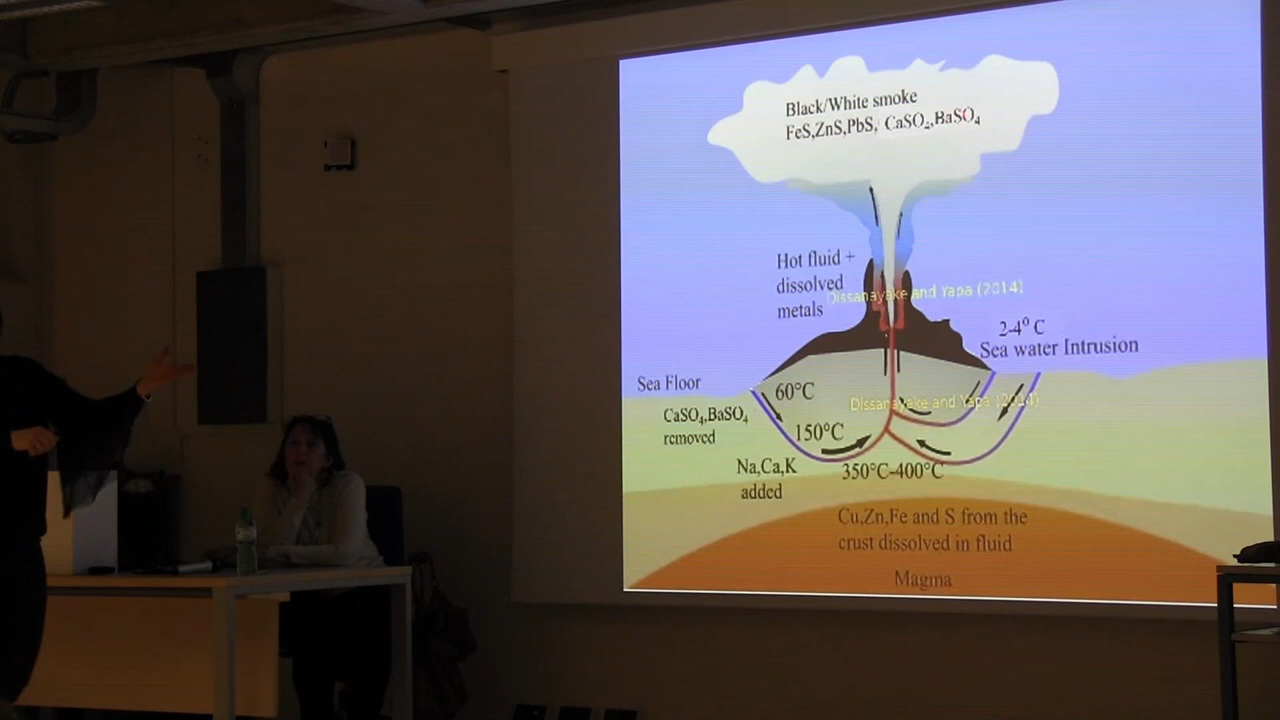 Black/White smoke
FeS,ZnS,PbS, CaSO₄,BaSO₄
Hot fluid +
dissolved
metals
Dissanayake and Yapa (2014)
2-4⁰ C
Sea water Intrusion
Sea Floor
60°C
Dissanayake and Yapa (2014)
CaSO₄,BaSO₄
removed
150°C
Na,Ca,K
added
350°C-400°C
Cu,Zn,Fe and S from the
crust dissolved in fluid
Magma